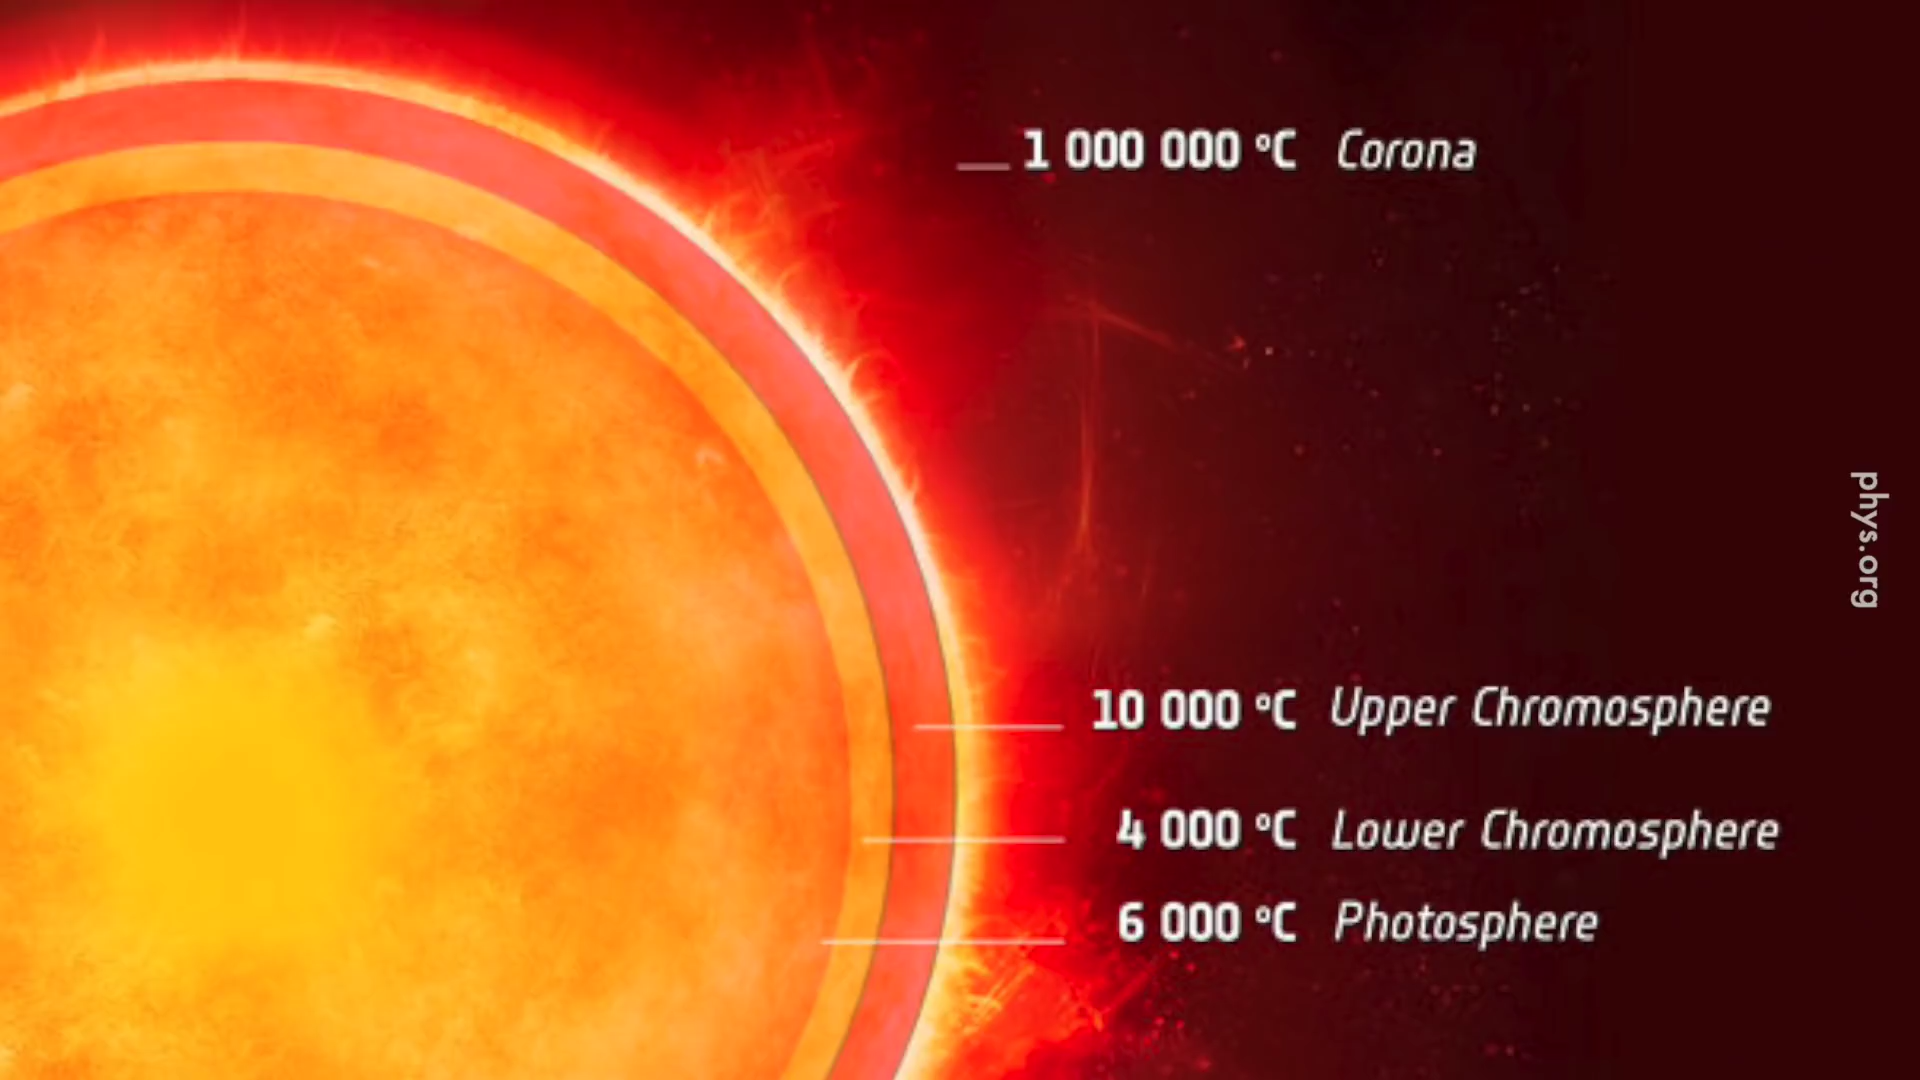 1 000 000 °C Corona
10 000 °C Upper Chromosphere
4 000 °C Lower Chromosphere
6 000 °C Photosphere
phys.org